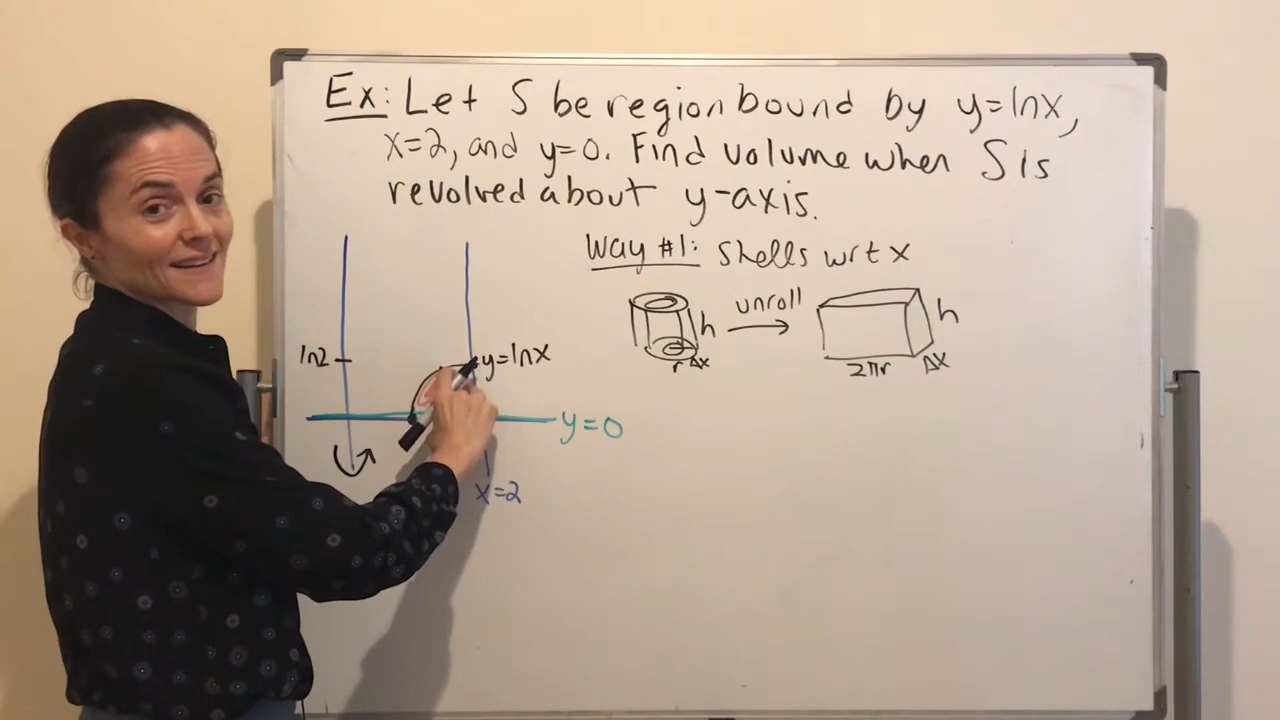 Ex: Let S be region bound by y=lnx,
x=2, and y=0. Find volume when S is
revolved about y-axis.
Way #1: Shells wrt x
h
unroll
h
r Δx
2πr
Δx
ln2
y=lnx
y=0
x=2